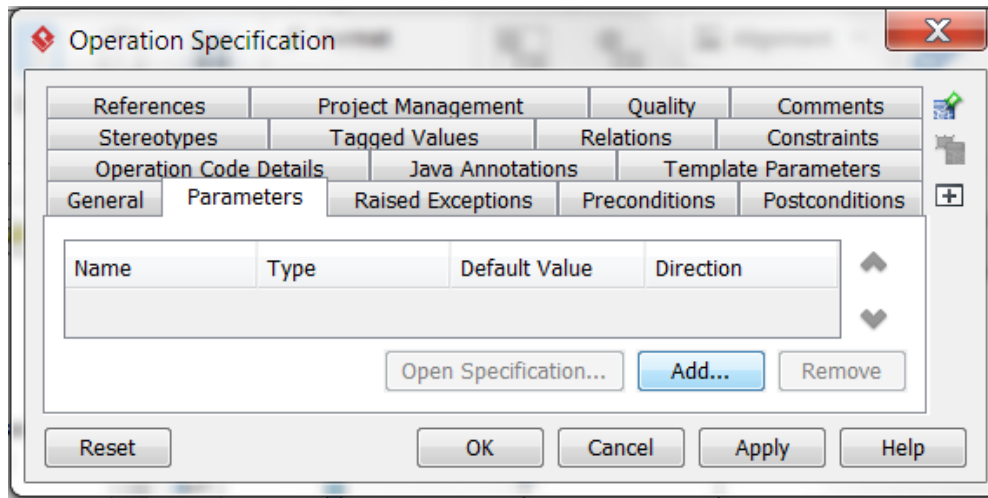 Operation Specification
References Project Management Quality Comments
Stereotypes Tagged Values Relations Constraints
Operation Code Details Java Annotations Template Parameters
General Parameters Raised Exceptions Preconditions Postconditions
Name Type Default Value Direction
Open Specification... Add... Remove
Reset OK Cancel Apply Help